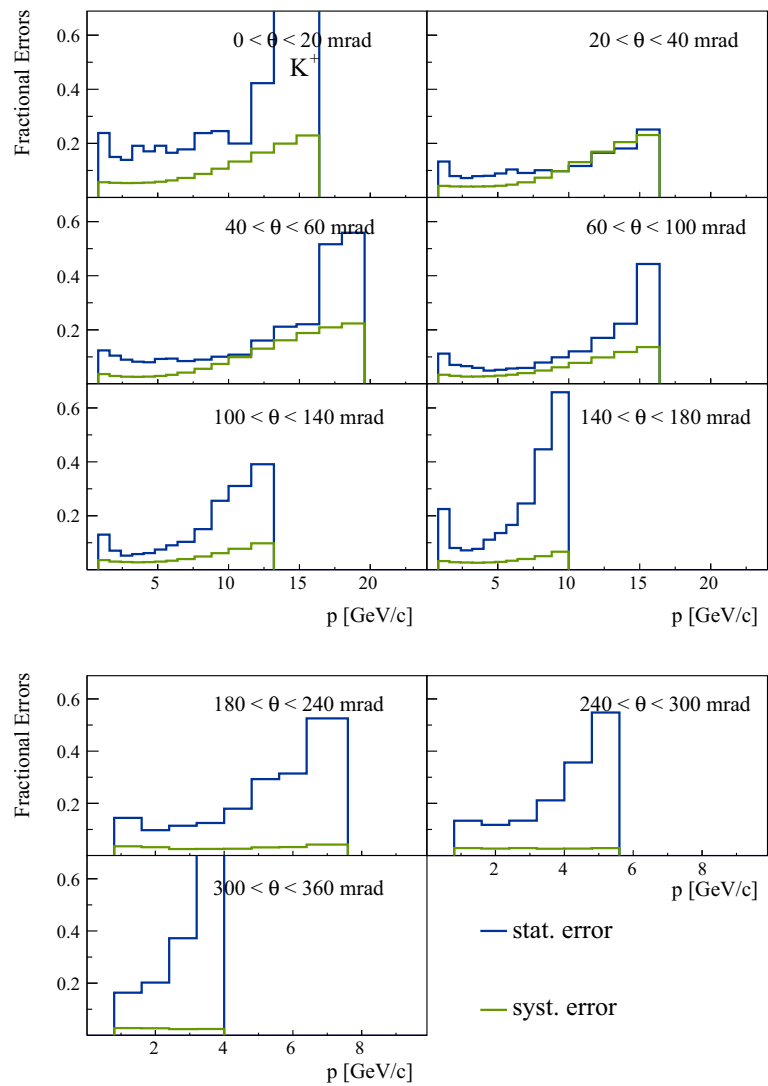 Fractional Errors
0 < θ < 20 mrad
K+
20 < θ < 40 mrad
0.6
0.4
0.2
40 < θ < 60 mrad
60 < θ < 100 mrad
0.6
0.4
0.2
100 < θ < 140 mrad
140 < θ < 180 mrad
0.6
0.4
0.2
5 10 15 20
5 10 15 20
p [GeV/c]
p [GeV/c]
Fractional Errors
180 < θ < 240 mrad
240 < θ < 300 mrad
0.6
0.4
0.2
2 4 6 8
p [GeV/c]
300 < θ < 360 mrad
0.6
0.4
0.2
2 4 6 8
p [GeV/c]
stat. error
syst. error